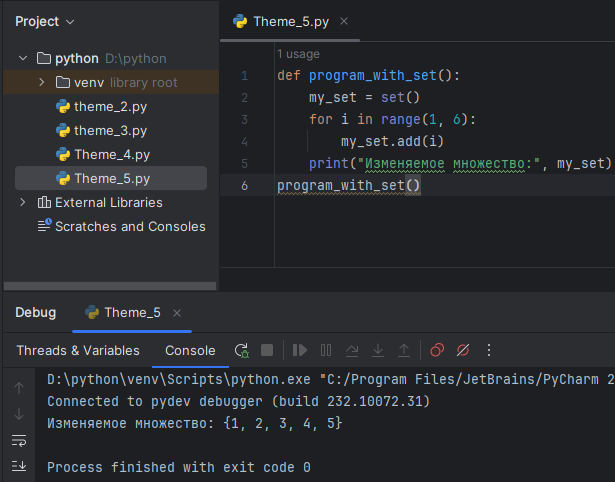 Project
python D:\python
venv library root
theme_2.py
theme_3.py
Theme_4.py
Theme_5.py
External Libraries
Scratches and Consoles
Theme_5.py
1 usage
1 def program_with_set():
2 my_set = set()
3 for i in range(1, 6):
4 my_set.add(i)
5 print("Изменяемое множество:", my_set)
6 program_with_set()
Debug Theme_5
Threads & Variables Console
D:\python\venv\Scripts\python.exe "C:/Program Files/JetBrains/PyCharm 2
Connected to pydev debugger (build 232.10072.31)
Изменяемое множество: {1, 2, 3, 4, 5}
Process finished with exit code 0